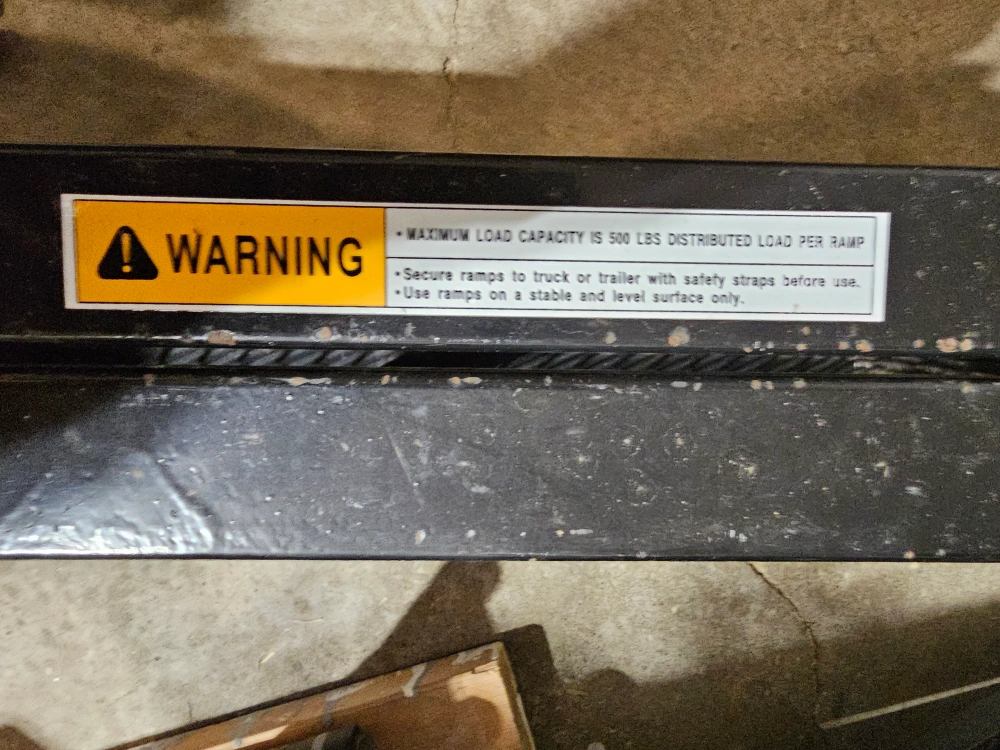 WARNING
• MAXIMUM LOAD CAPACITY IS 500 LBS DISTRIBUTED LOAD PER RAMP
• Secure ramps to truck or trailer with safety straps before use.
• Use ramps on a stable and level surface only.